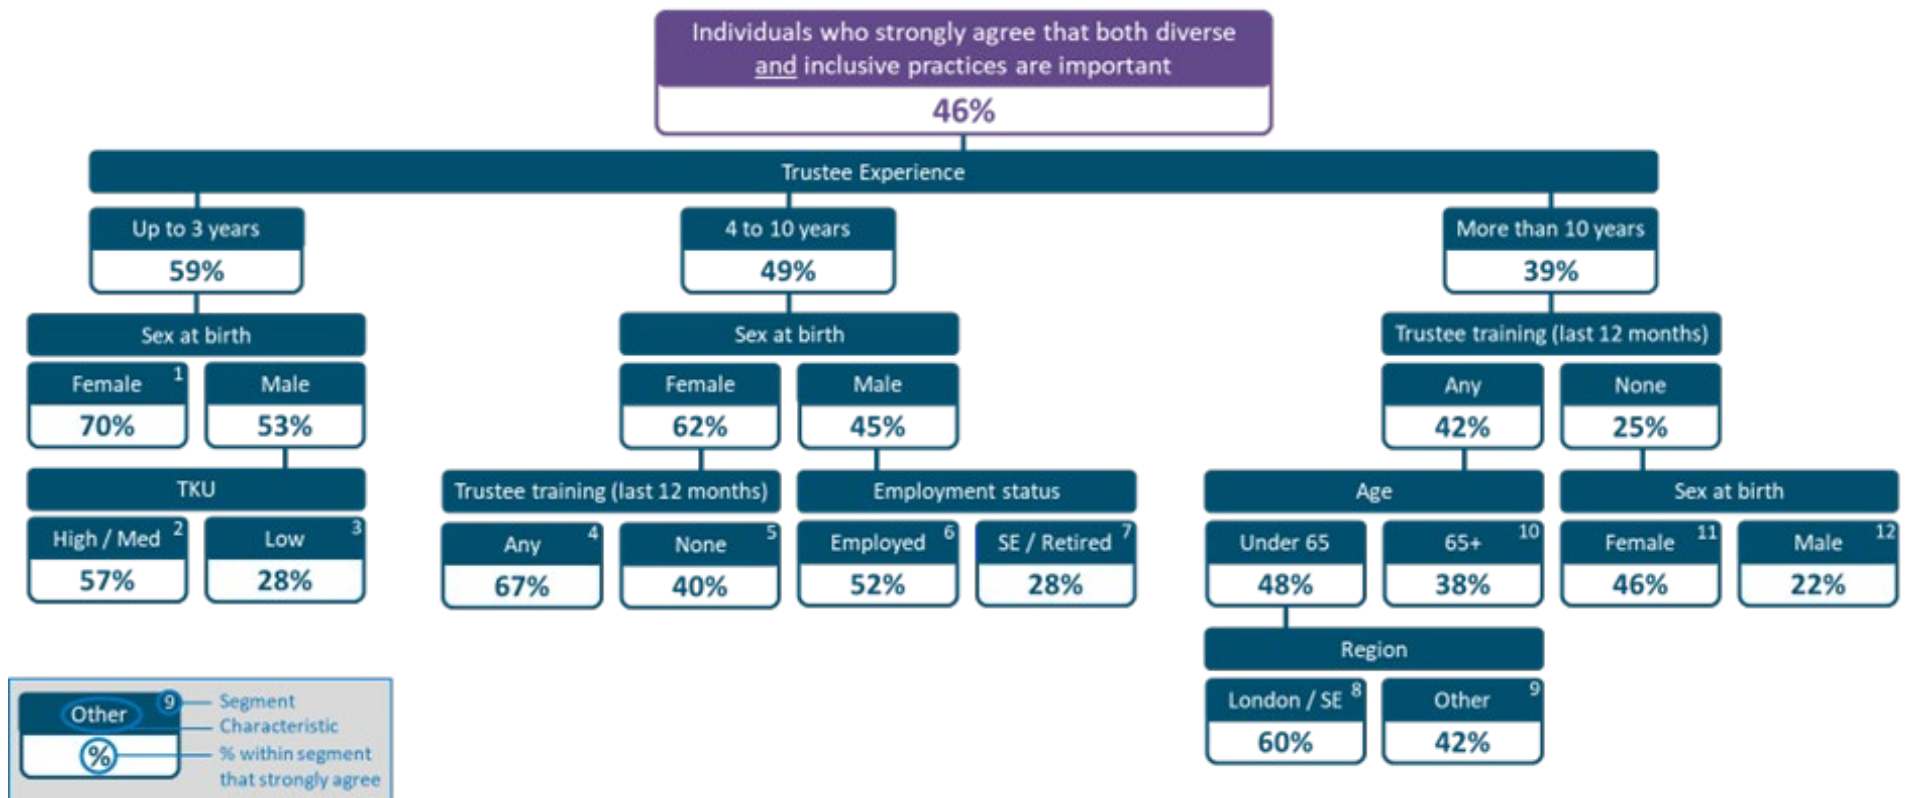 Individuals who strongly agree that both diverse
and inclusive practices are important
46%
Trustee Experience
Up to 3 years
59%
4 to 10 years
49%
More than 10 years
39%
Sex at birth
Female 1
70%
Male
53%
Sex at birth
Female
62%
Male
45%
Trustee training (last 12 months)
Any
42%
None
25%
TKU
High / Med 2
57%
Low 3
28%
Trustee training (last 12 months)
Any 4
67%
None 5
40%
Employment status
Employed 6
52%
SE / Retired 7
28%
Age
Under 65
48%
65+ 10
38%
Sex at birth
Female 11
46%
Male 12
22%
Region
London / SE 8
60%
Other 9
42%
Other 9
%
Segment
Characteristic
% within segment
that strongly agree